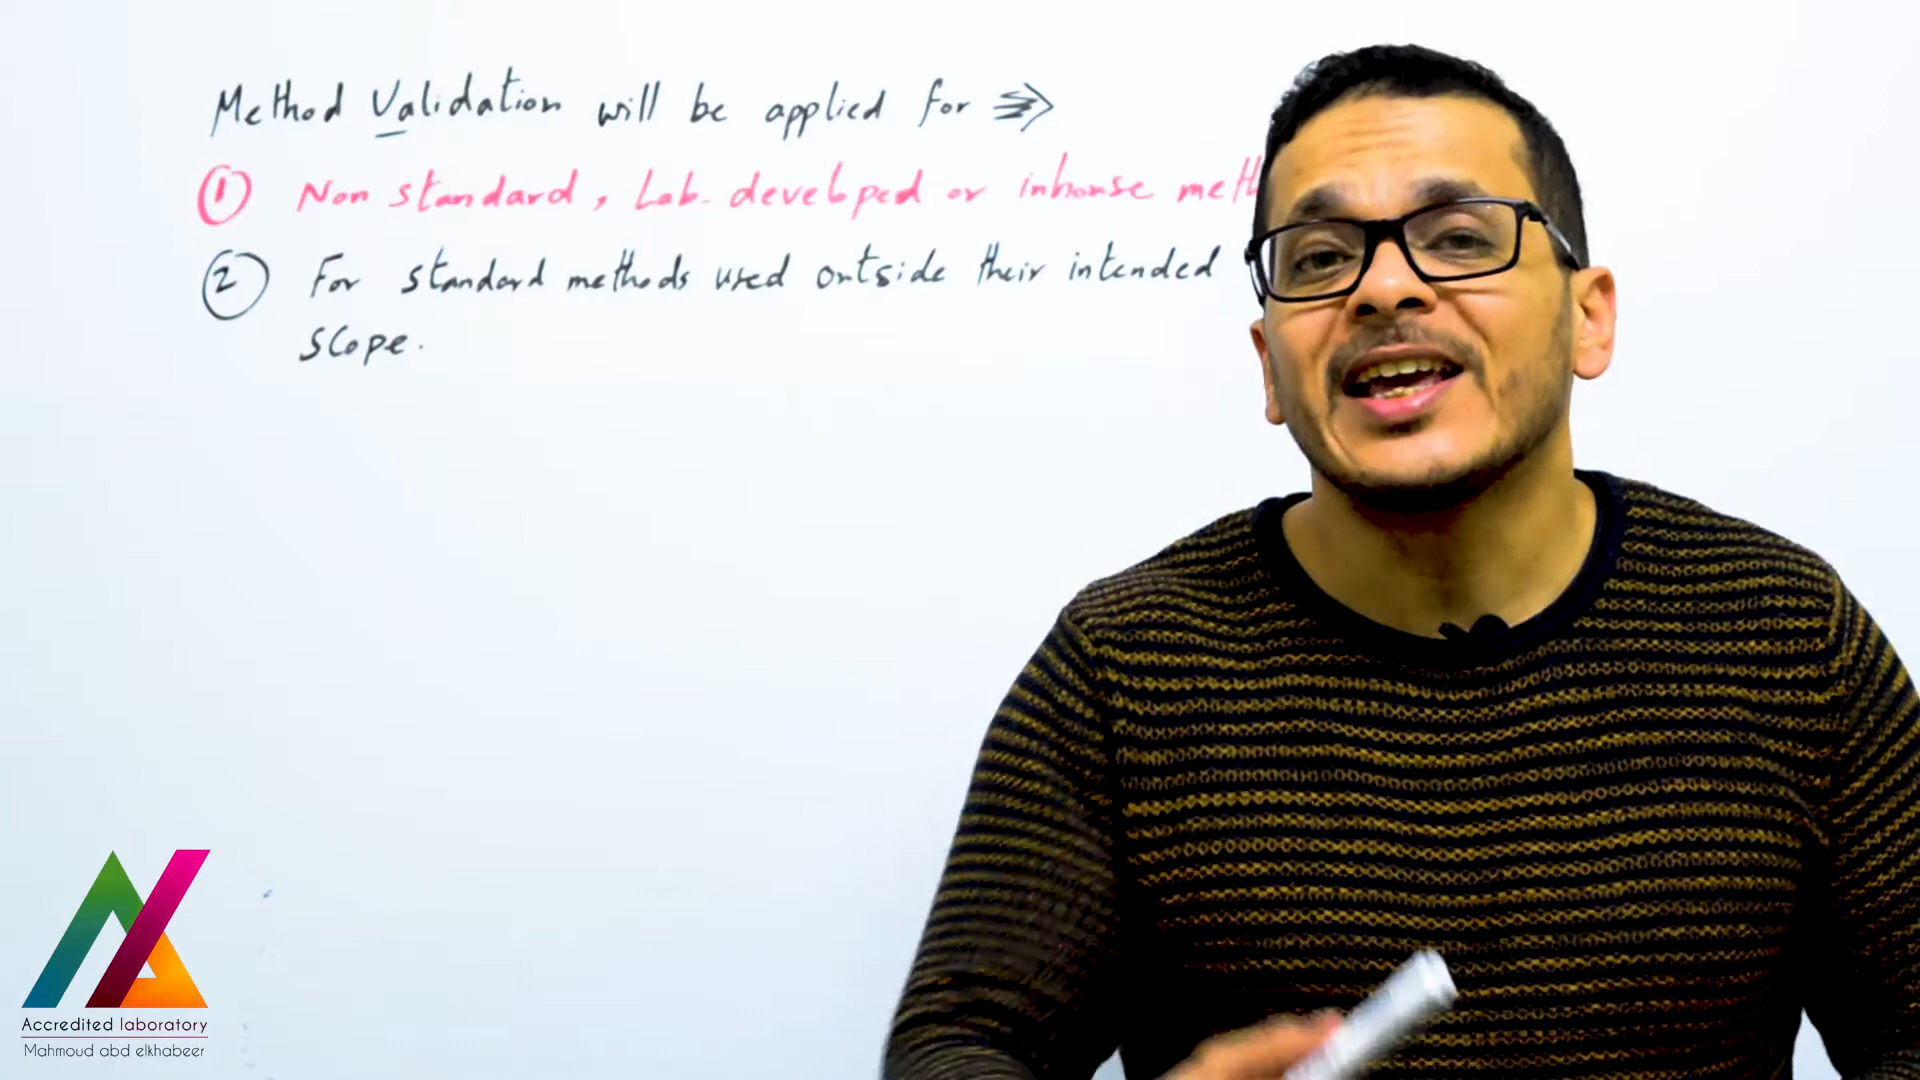 Method Validation will be applied for
① Non standard, Lab. developed or inhouse meth
② For standard methods used outside their intended
scope.
Accredited laboratory
Mahmoud abd elkhabeer